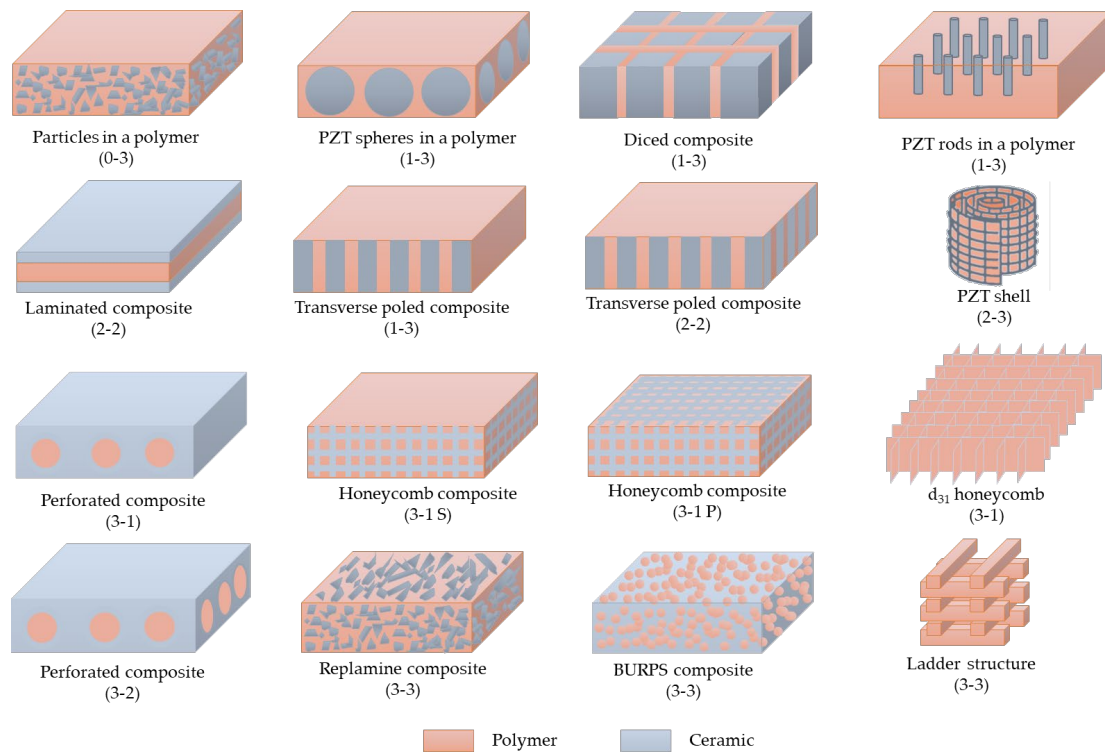 Particles in a polymer
(0-3)
PZT spheres in a polymer
(1-3)
Diced composite
(1-3)
PZT rods in a polymer
(1-3)
Laminated composite
(2-2)
Transverse poled composite
(1-3)
Transverse poled composite
(2-2)
PZT shell
(2-3)
Perforated composite
(3-1)
Honeycomb composite
(3-1 S)
Honeycomb composite
(3-1 P)
d₃₁ honeycomb
(3-1)
Perforated composite
(3-2)
Replamine composite
(3-3)
BURPS composite
(3-3)
Ladder structure
(3-3)
Polymer
Ceramic